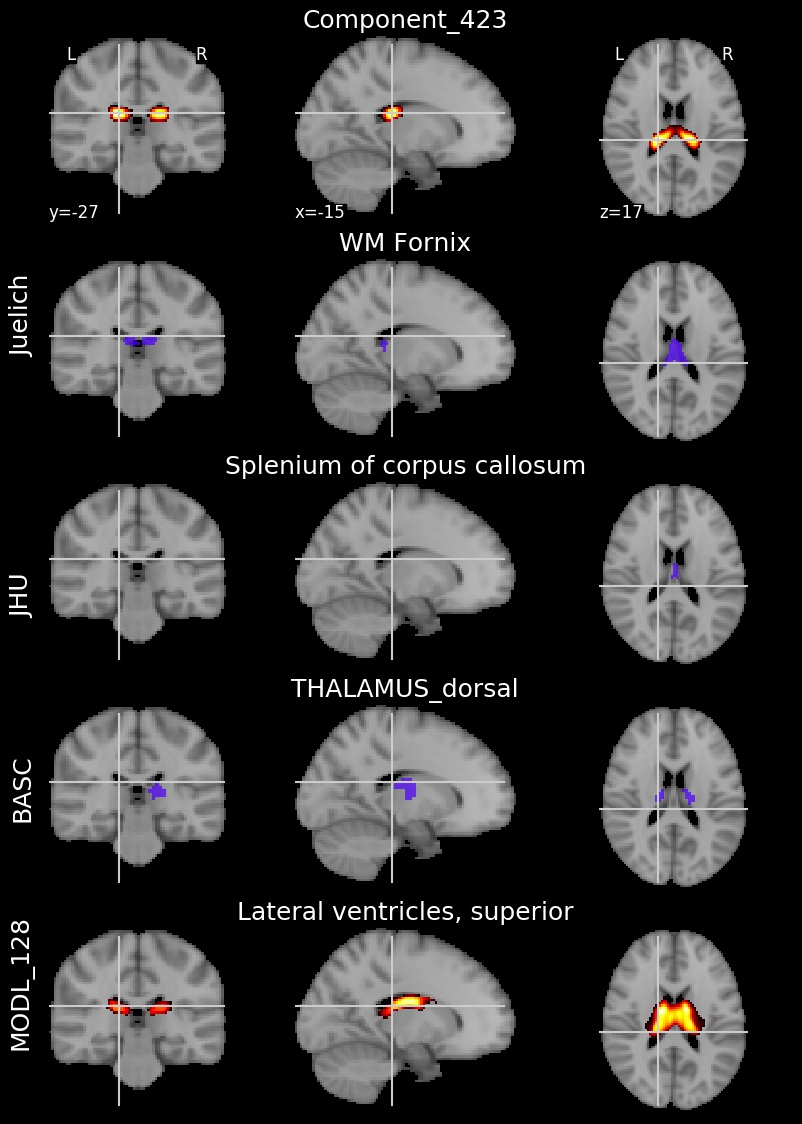 Component_423
L R L R
y=-27 x=-15 z=17
WM Fornix
Juelich
Splenium of corpus callosum
JHU
THALAMUS_dorsal
BASC
Lateral ventricles, superior
MODL_128